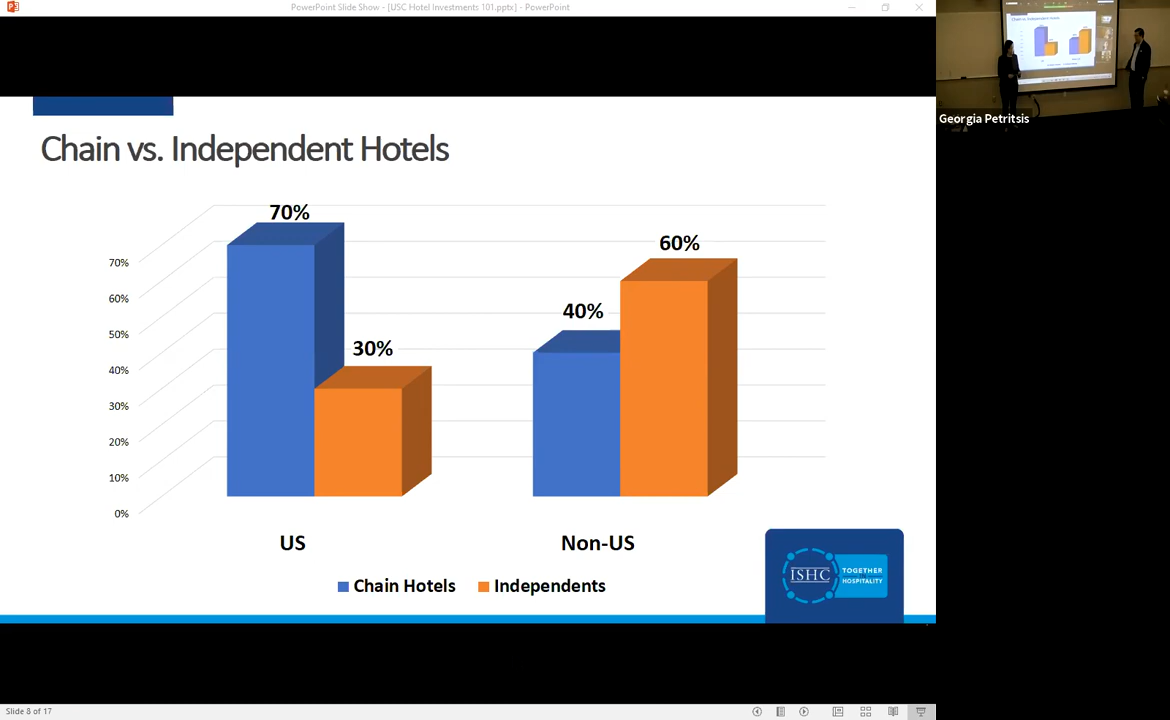 PowerPoint Slide Show - [USC Hotel Investments 101.pptx] - PowerPoint
Georgia Petritsis
Chain vs. Independent Hotels
70%
60%
50%
40%
30%
20%
10%
0%
70%
30%
40%
60%
US
Non-US
Chain Hotels
Independents
ISHC
TOGETHER
HOSPITALITY
Slide 8 of 17